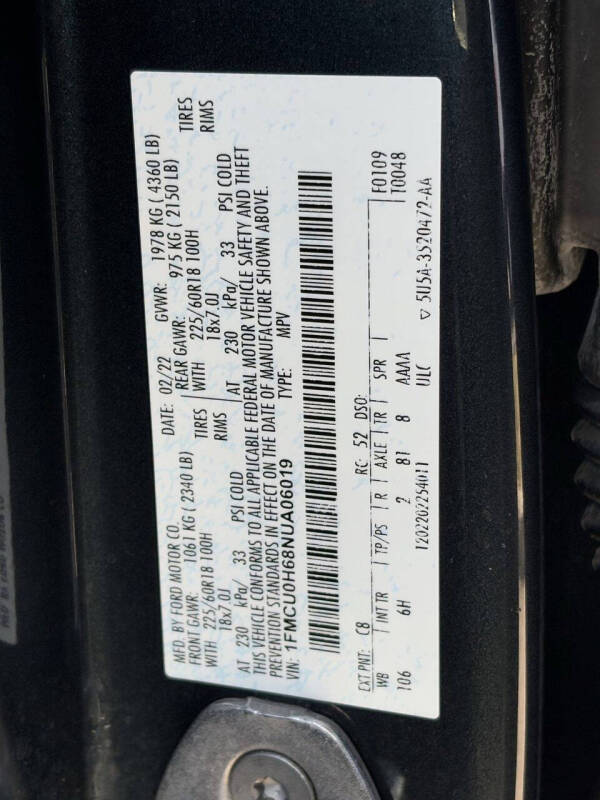 MFD. BY FORD MOTOR CO.
DATE: 02/22 GVWR: 1978 KG ( 4360 LB)
FRONT GAWR: 1061 KG ( 2340 LB) REAR GAWR: 975 KG ( 2150 LB)
WITH 225/60R18 100H TIRES WITH 225/60R18 100H TIRES
18x7.0J RIMS 18x7.0J RIMS
AT 230 kPa/ 33 PSI COLD AT 230 kPa/ 33 PSI COLD
THIS VEHICLE CONFORMS TO ALL APPLICABLE FEDERAL MOTOR VEHICLE SAFETY AND THEFT
PREVENTION STANDARDS IN EFFECT ON THE DATE OF MANUFACTURE SHOWN ABOVE.
VIN: 1FMCU0H68NUA06019 TYPE: MPV
F0109
T0048
EXT PNT: C8 RC: 52 DSO:
WB INT TR TP/PS R AXLE TR SPR
106 6H 2 81 8 AAAA
ULC
1202202254011
▽ 5U5A-3520472-AA